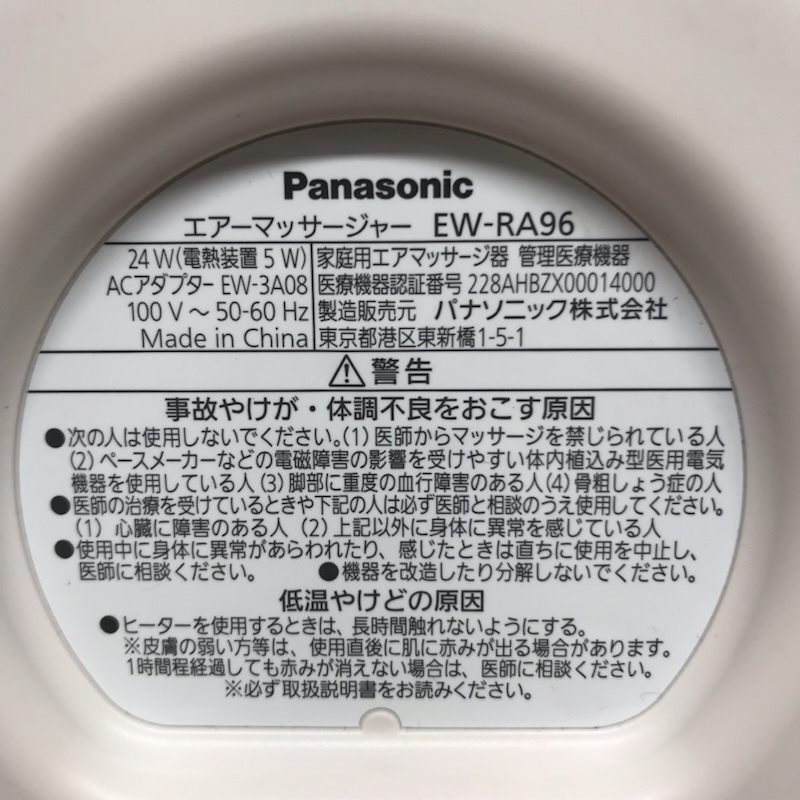 Panasonic
エアーマッサージャー EW-RA96
24 W(電熱装置 5 W) 家庭用エアマッサージ器 管理医療機器
ACアダプター EW-3A08 医療機器認証番号 228AHBZX00014000
100 V～ 50-60 Hz 製造販売元 パナソニック株式会社
Made in China 東京都港区東新橋1-5-1
⚠警告
事故やけが・体調不良をおこす原因
●次の人は使用しないでください。(1) 医師からマッサージを禁じられている人
(2) ペースメーカーなどの電磁障害の影響を受けやすい体内植込み型医用電気
機器を使用している人 (3) 脚部に重度の血行障害のある人(4) 骨粗しょう症の人
●医師の治療を受けているときや下記の人は必ず医師と相談のうえ使用してください。
(1) 心臓に障害のある人 (2) 上記以外に身体に異常を感じている人
●使用中に身体に異常があらわれたり、感じたときは直ちに使用を中止し、
医師に相談ください。 ●機器を改造したり分解しないでください。
低温やけどの原因
●ヒーターを使用するときは、長時間触れないようにする。
※皮膚の弱い方等は、使用直後に肌に赤みが出る場合があります。
1時間程経過しても赤みが消えない場合は、医師に相談ください。
※必ず取扱説明書をお読みください。